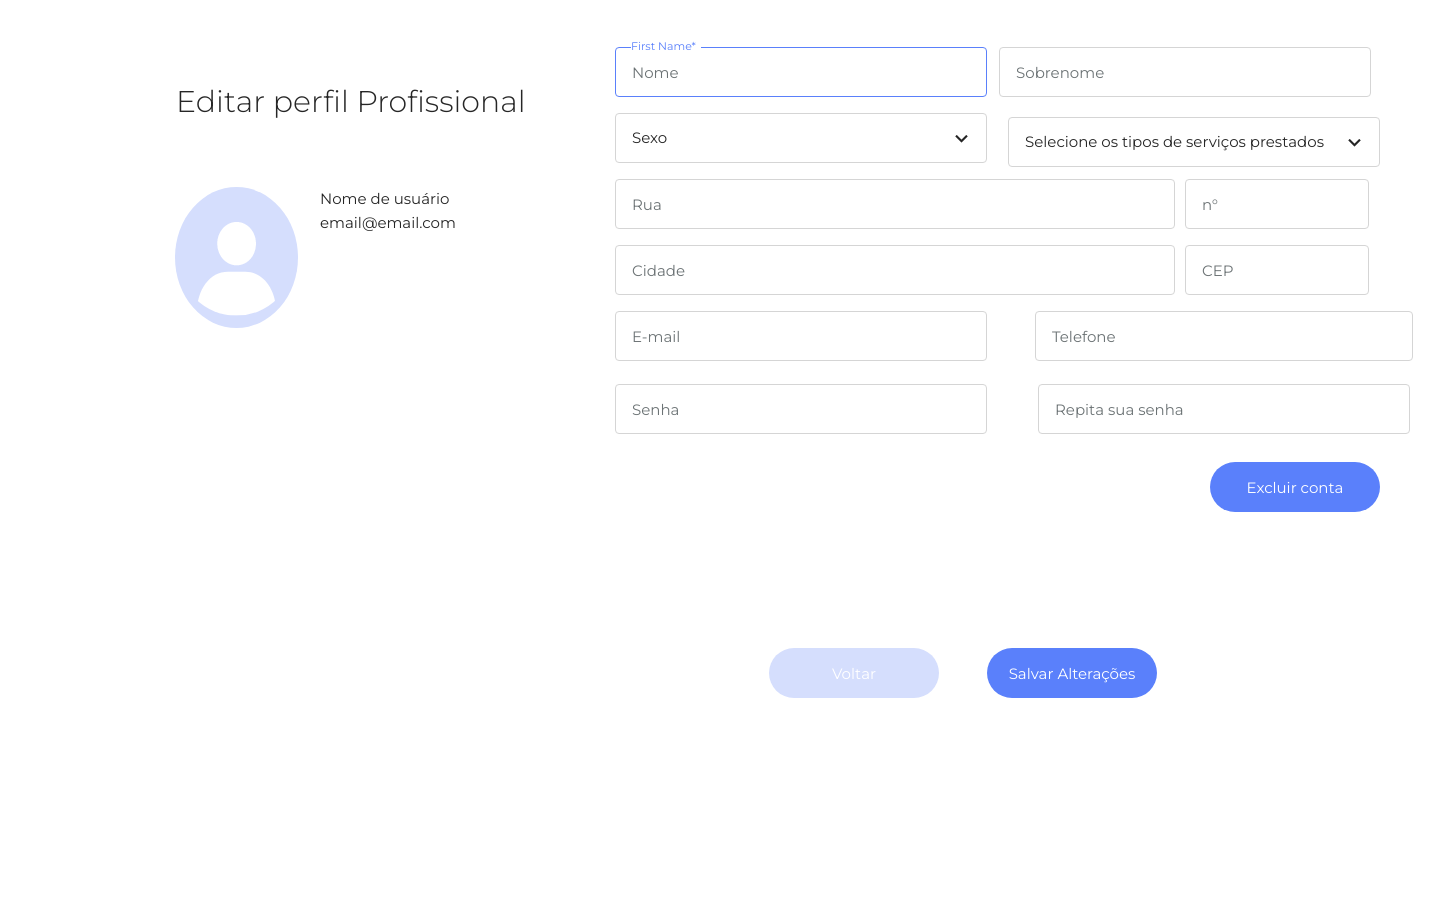 Editar perfil Profissional
Nome de usuário
email@email.com
First Name*
Nome
Sobrenome
Sexo
Selecione os tipos de serviços prestados
Rua
n°
Cidade
CEP
E-mail
Telefone
Senha
Repita sua senha
Excluir conta
Voltar
Salvar Alterações